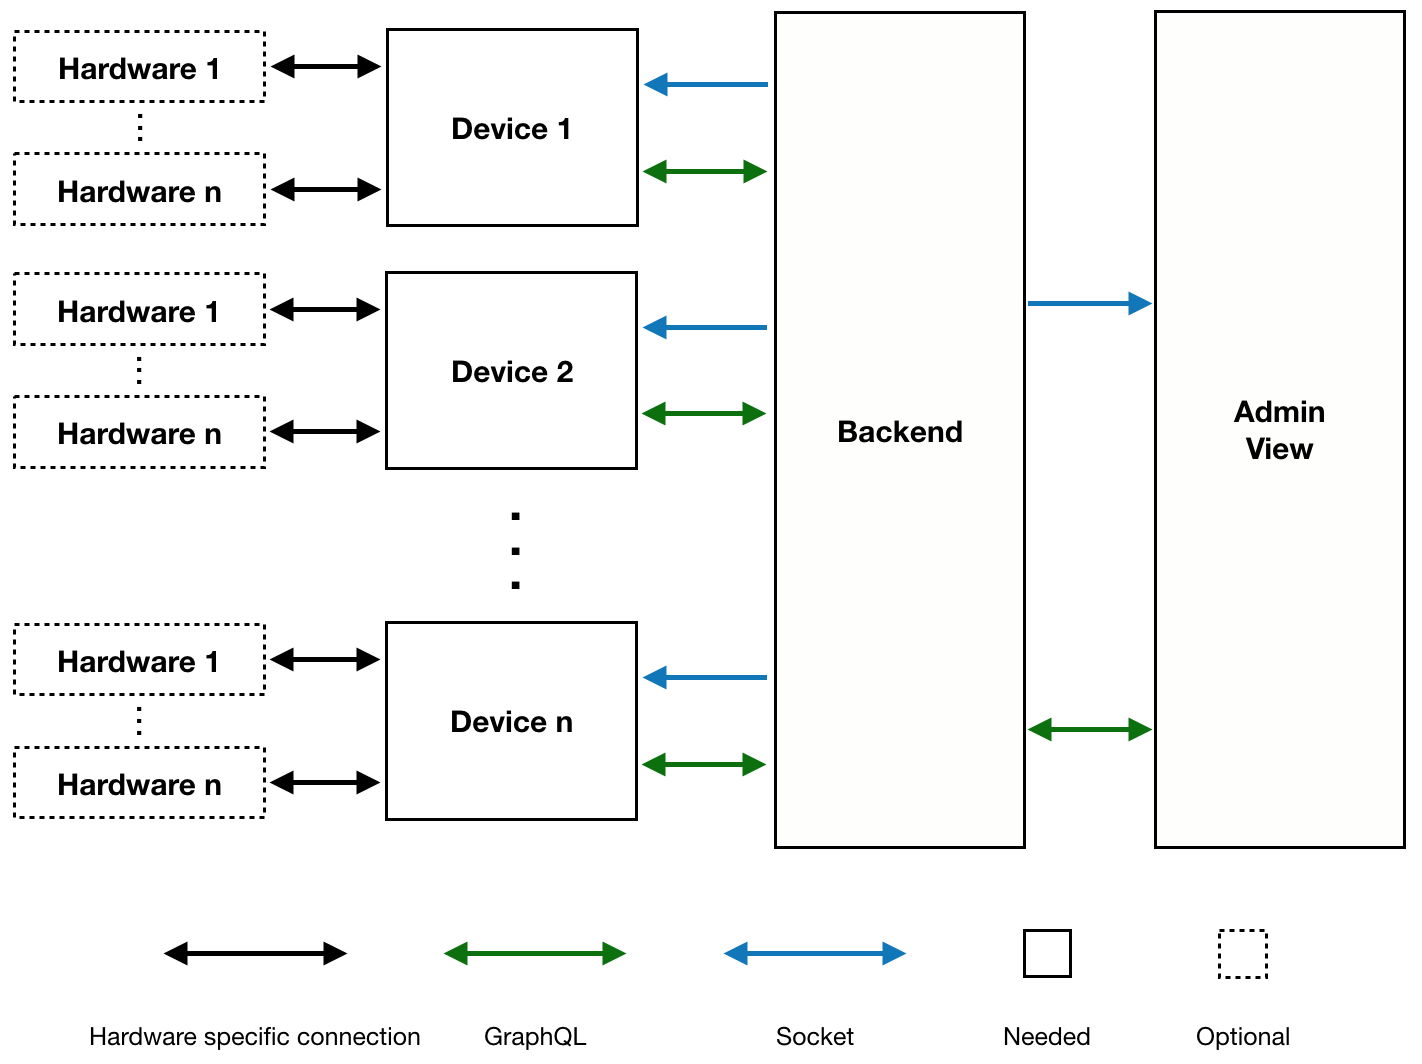 Hardware 1
Hardware n
Device 1
Hardware 1
Hardware n
Device 2
Hardware 1
Hardware n
Device n
Backend
Admin
View
Hardware specific connection
GraphQL
Socket
Needed
Optional